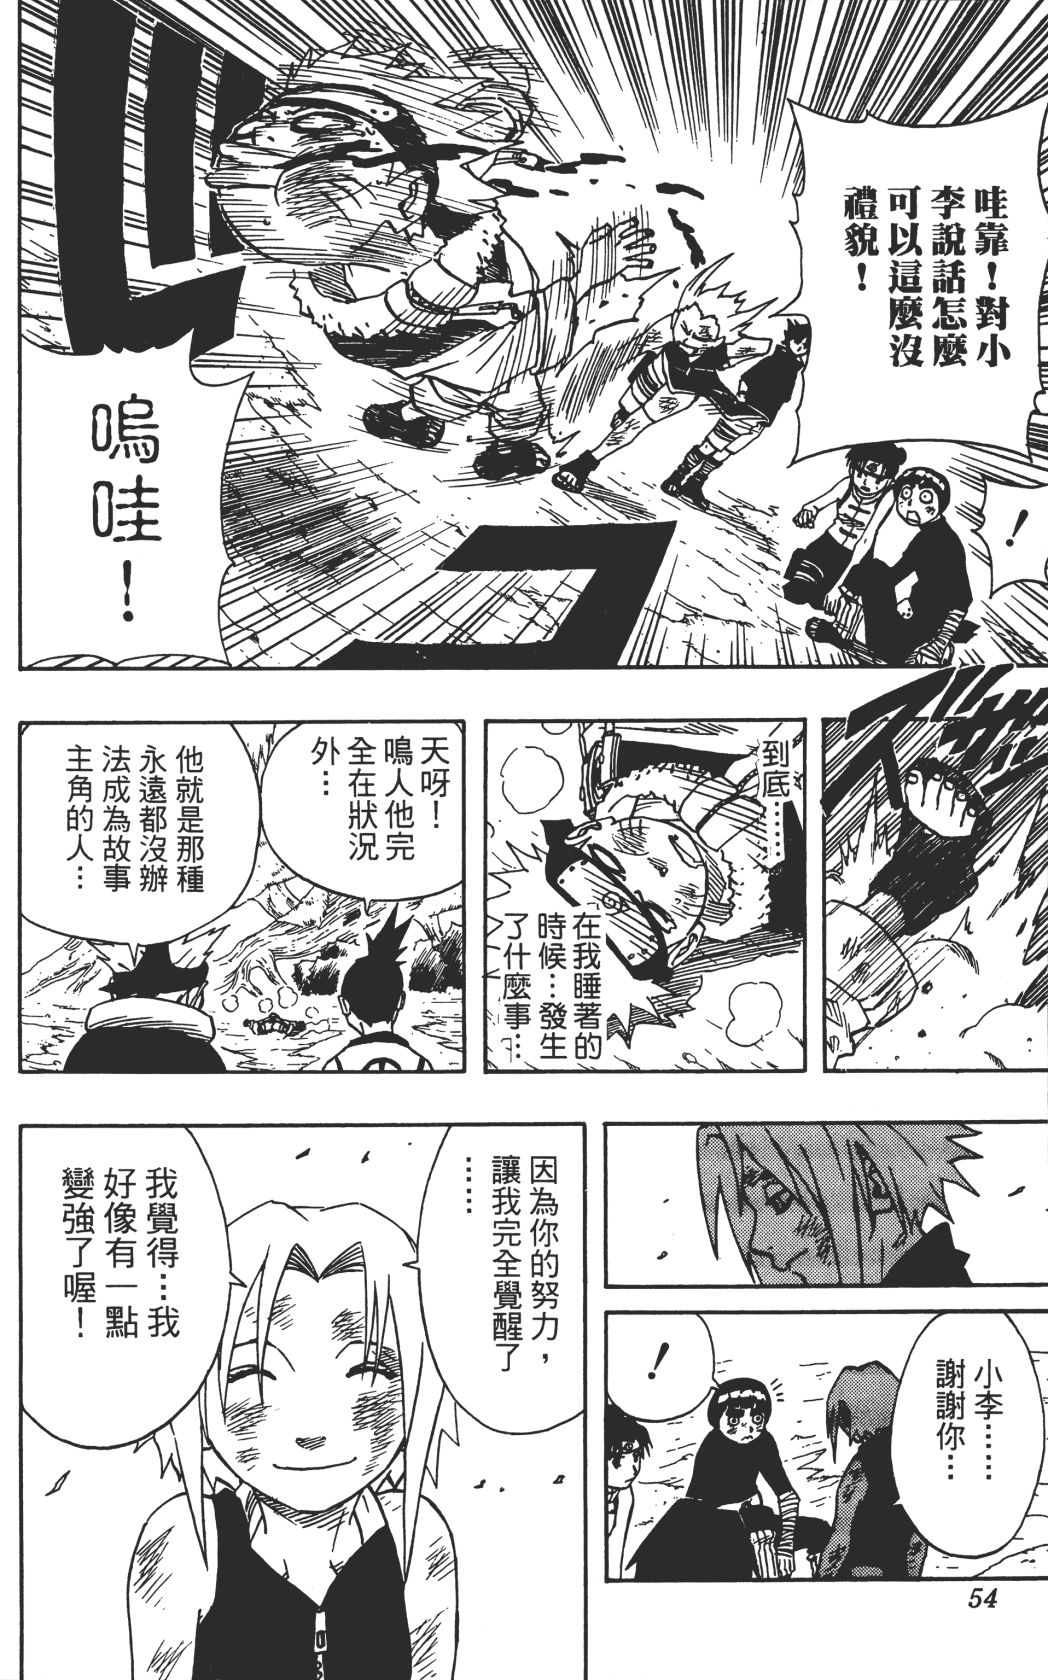 哇靠！對小
李說話怎麼
可以這麼沒
禮貌！
！
嗚哇！
到底……
在我睡著的
時候…發生
了什麼事…
天呀！
鳴人他完
全在狀況
外…
他就是那種
永遠都沒辦
法成為故事
主角的人…
小李……
謝謝你…
！
因為你的努力，
讓我完全覺醒了
……
我覺得…我
好像有一點
變強了喔！
54